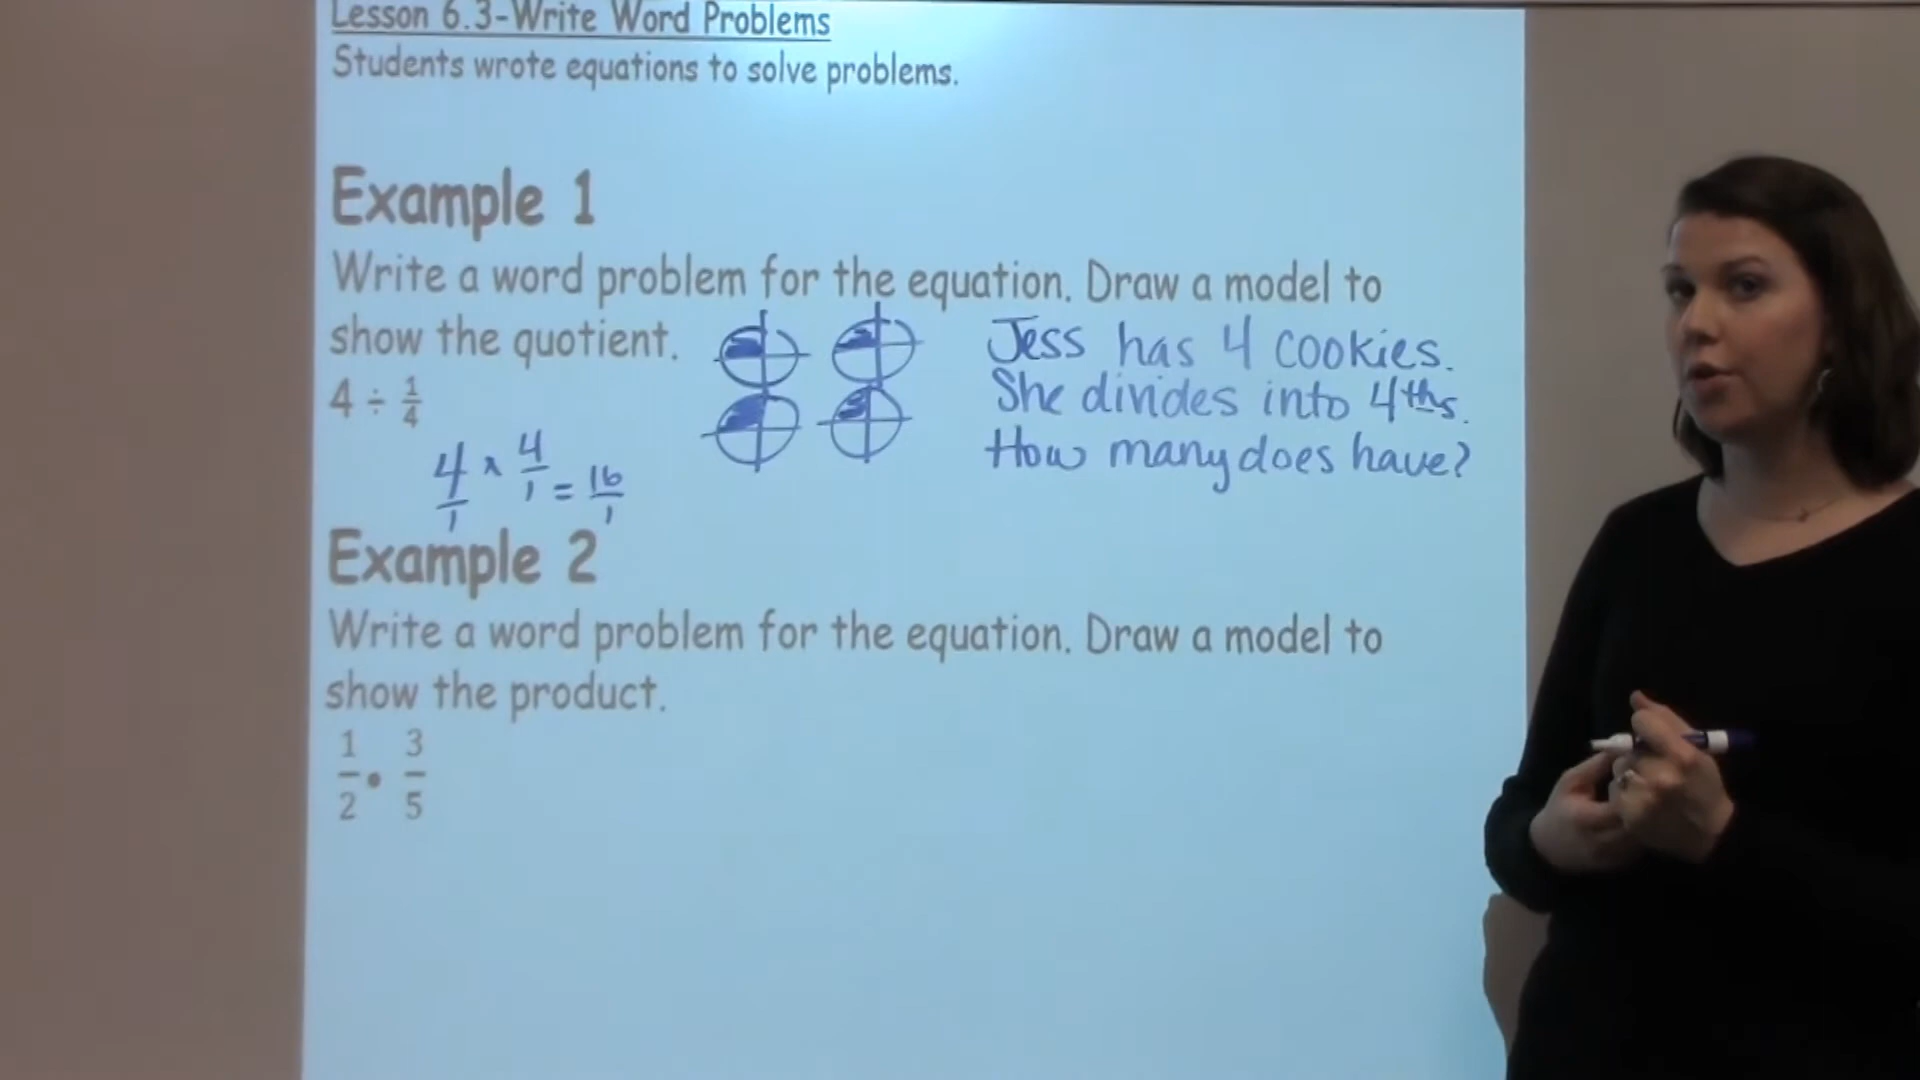 Lesson 6.3-Write Word Problems
Students wrote equations to solve problems.
Example 1
Write a word problem for the equation. Draw a model to
show the quotient.
4 ÷ 1/4
4/1 × 4/1 = 16/1
Jess has 4 cookies.
She divides into 4ths.
How many does have?
Example 2
Write a word problem for the equation. Draw a model to
show the product.
1/2 • 3/5